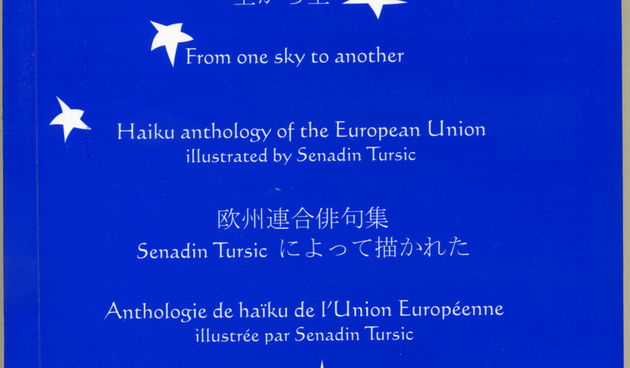 From one sky to another
Haiku anthology of the European Union
illustrated by Senadin Tursic
欧州連合俳句集
Senadin Tursic によって描かれた
Anthologie de haïku de l'Union Européenne
illustrée par Senadin Tursic